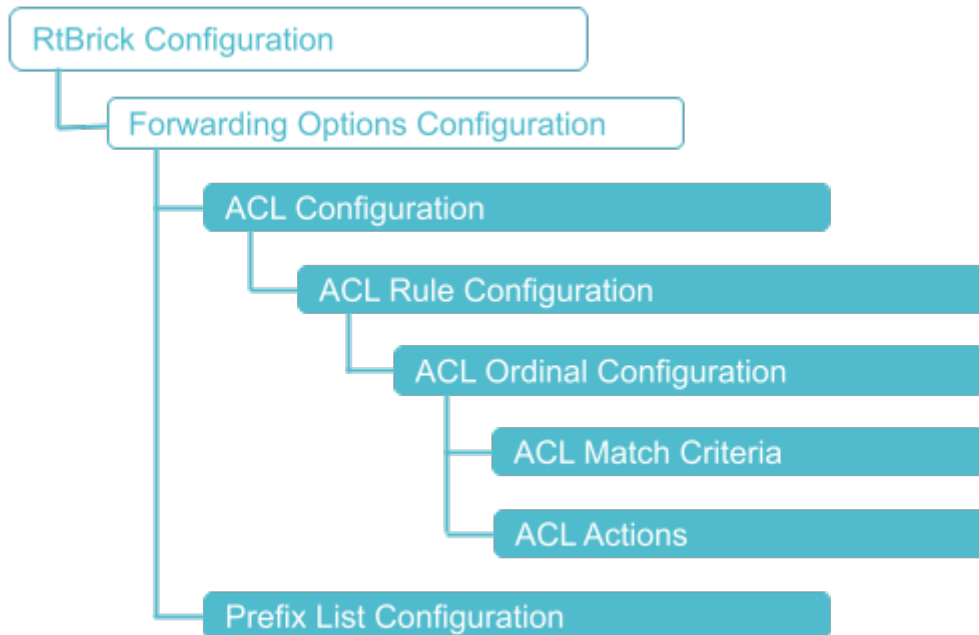 RtBrick Configuration
Forwarding Options Configuration
ACL Configuration
ACL Rule Configuration
ACL Ordinal Configuration
ACL Match Criteria
ACL Actions
Prefix List Configuration